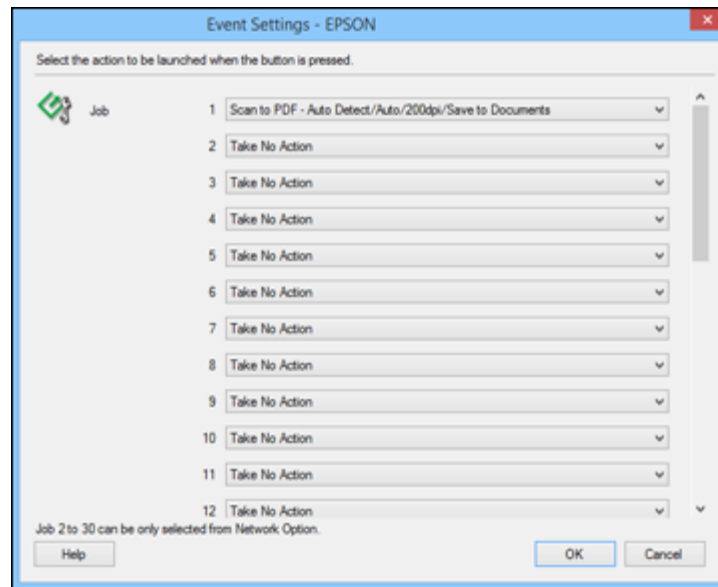 Event Settings - EPSON
Select the action to be launched when the button is pressed.
Job 1 Scan to PDF - Auto Detect/Auto/200dpi/Save to Documents
2 Take No Action
3 Take No Action
4 Take No Action
5 Take No Action
6 Take No Action
7 Take No Action
8 Take No Action
9 Take No Action
10 Take No Action
11 Take No Action
12 Take No Action
Job 2 to 30 can be only selected from Network Option.
Help OK Cancel